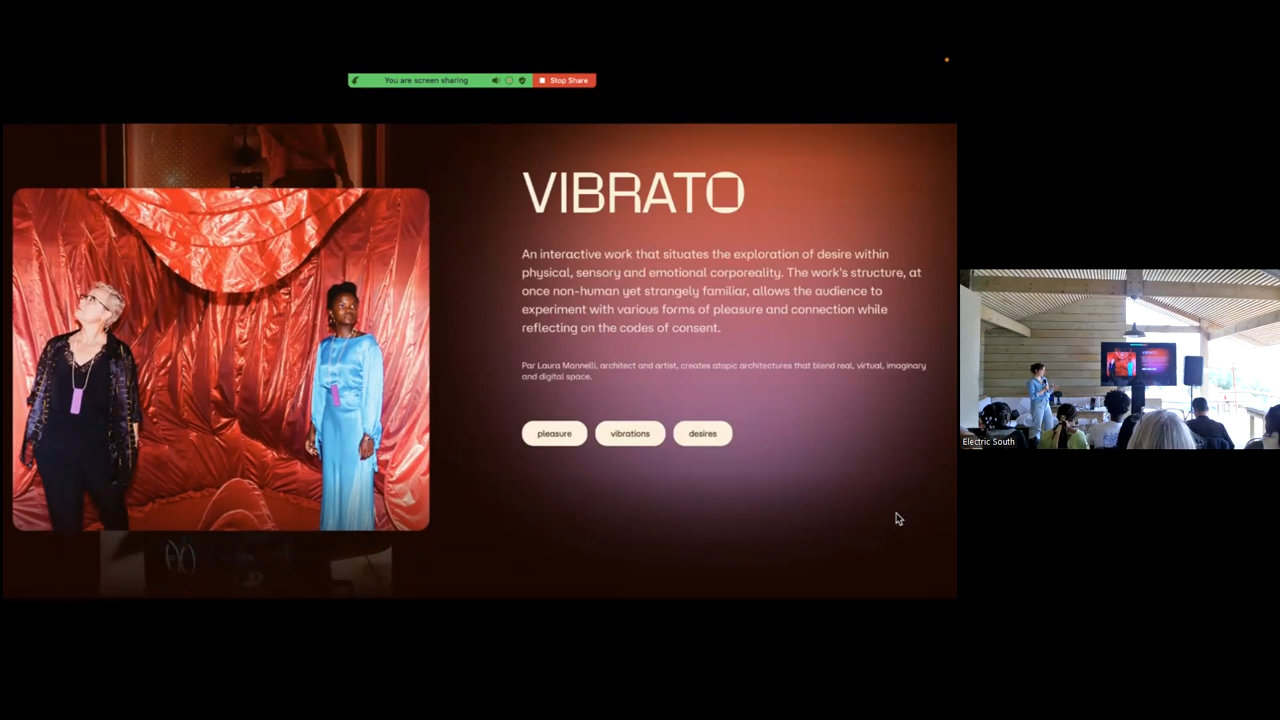 You are screen sharing
Stop Share
VIBRATO
An interactive work that situates the exploration of desire within
physical, sensory and emotional corporeality. The work's structure, at
once non-human yet strangely familiar, allows the audience to
experiment with various forms of pleasure and connection while
reflecting on the codes of consent.
Par Laura Mannelli, architect and artist, creates atopic architectures that blend real, virtual, imaginary
and digital space.
pleasure
vibrations
desires
Electric South